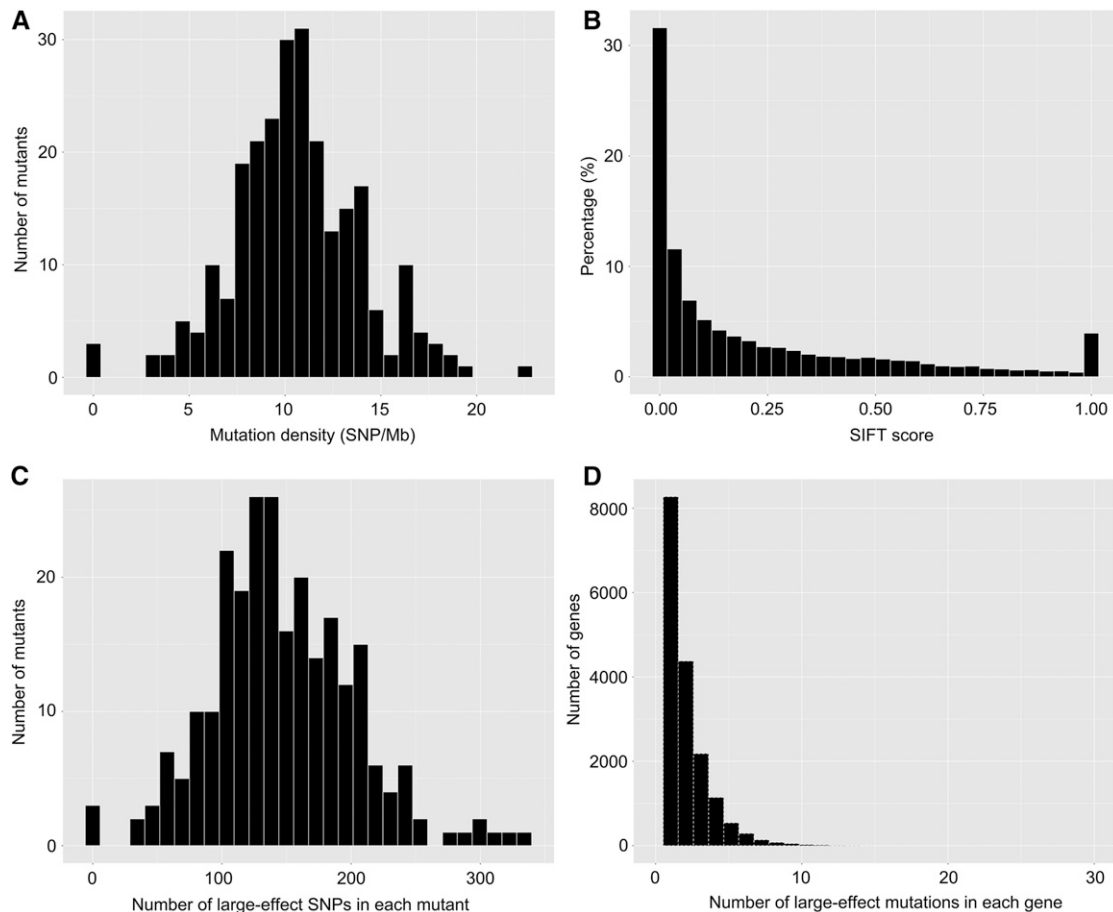 A
30
20
10
0
Number of mutants
0 5 10 15 20
Mutation density (SNP/Mb)
B
30
20
10
0
Percentage (%)
0.00 0.25 0.50 0.75 1.00
SIFT score
C
20
10
0
Number of mutants
0 100 200 300
Number of large-effect SNPs in each mutant
D
8000
6000
4000
2000
0
Number of genes
0 10 20 30
Number of large-effect mutations in each gene